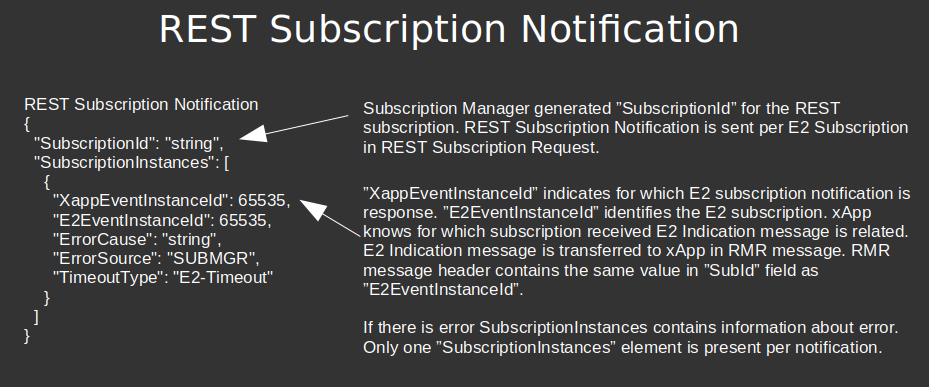 REST Subscription Notification
REST Subscription Notification
{
"SubscriptionId": "string",
"SubscriptionInstances": [
{
"XappEventInstanceId": 65535,
"E2EventInstanceId": 65535,
"ErrorCause": "string",
"ErrorSource": "SUBMGR",
"TimeoutType": "E2-Timeout"
}
]
}
Subscription Manager generated ”SubscriptionId” for the REST
subscription. REST Subscription Notification is sent per E2 Subscription
in REST Subscription Request.
”XappEventInstanceId” indicates for which E2 subscription notification is
response. ”E2EventInstanceId” identifies the E2 subscription. xApp
knows for which subscription received E2 Indication message is related.
E2 Indication message is transferred to xApp in RMR message. RMR
message header contains the same value in ”SubId” field as
”E2EventInstanceId”.
If there is error SubscriptionInstances contains information about error.
Only one ”SubscriptionInstances” element is present per notification.